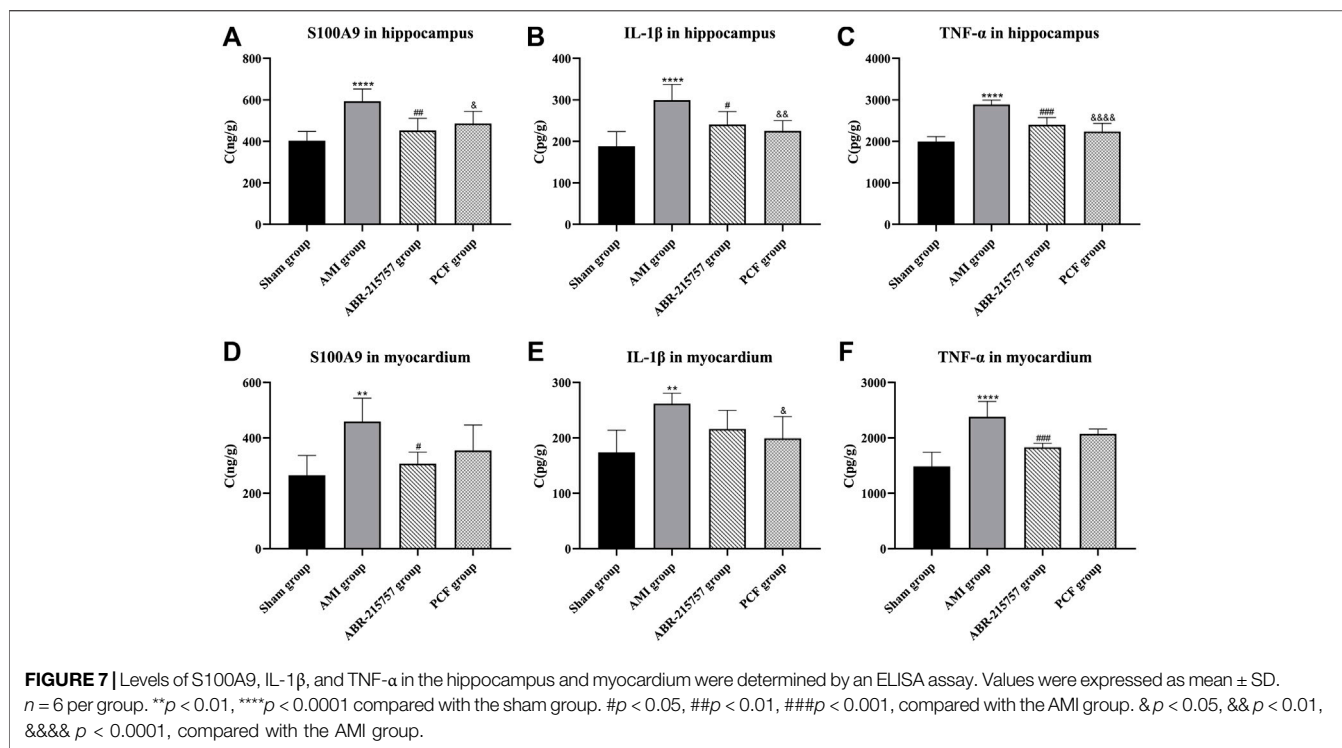 A
S100A9 in hippocampus
C(ng/g)
800
600
400
200
0
****
##
&
Sham group
AMI group
ABR-215757 group
PCF group
B
IL-1β in hippocampus
C(pg/g)
400
300
200
100
0
****
#
&&
Sham group
AMI group
ABR-215757 group
PCF group
C
TNF-α in hippocampus
C(pg/g)
4000
3000
2000
1000
0
****
###
&&&&
Sham group
AMI group
ABR-215757 group
PCF group
D
S100A9 in myocardium
C(ng/g)
600
400
200
0
**
#
Sham group
AMI group
ABR-215757 group
PCF group
E
IL-1β in myocardium
C(pg/g)
300
200
100
0
**
&
Sham group
AMI group
ABR-215757 group
PCF group
F
TNF-α in myocardium
C(pg/g)
3000
2000
1000
0
****
###
Sham group
AMI group
ABR-215757 group
PCF group
FIGURE 7 | Levels of S100A9, IL-1β, and TNF-α in the hippocampus and myocardium were determined by an ELISA assay. Values were expressed as mean ± SD.
n = 6 per group. **p < 0.01, ****p < 0.0001 compared with the sham group. #p < 0.05, ##p < 0.01, ###p < 0.001, compared with the AMI group. & p < 0.05, && p < 0.01,
&&&& p < 0.0001, compared with the AMI group.